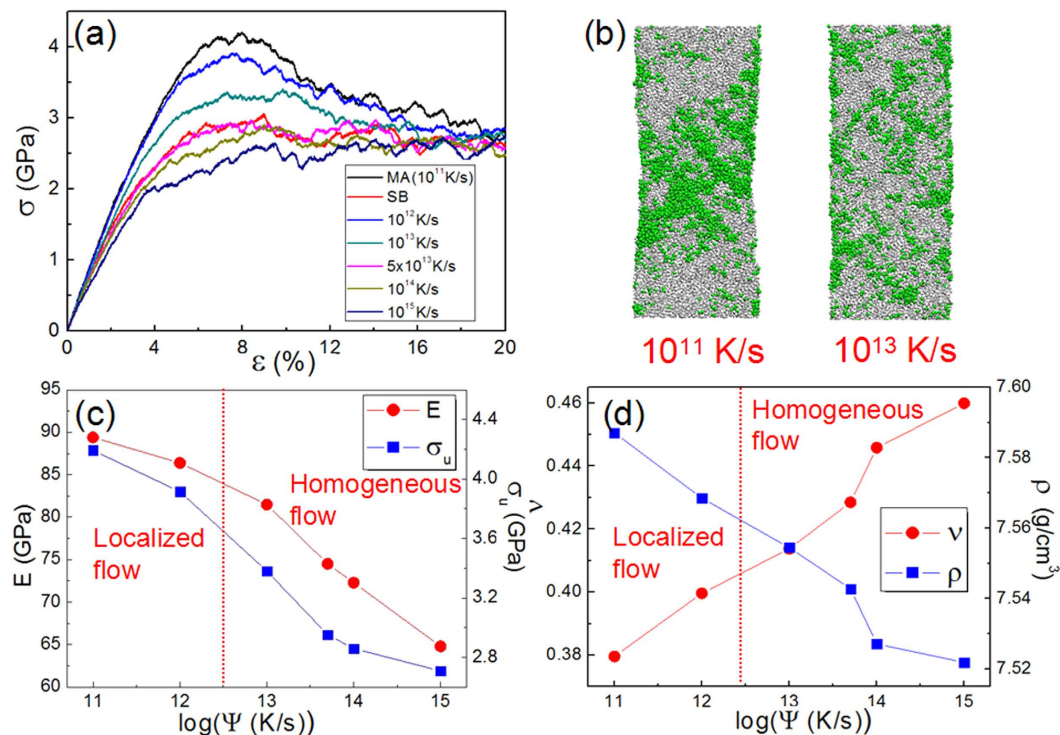 (a)
σ (GPa)
4
3
2
1
0
0 4 8 12 16 20
ε (%)
MA (10¹¹K/s)
SB
10¹²K/s
10¹³K/s
5x10¹³K/s
10¹⁴K/s
10¹⁵K/s
(b)
10¹¹ K/s
10¹³ K/s
(c)
E (GPa)
95
90
85
80
75
70
65
60
11 12 13 14 15
log(Ψ (K/s))
4.4
4.0
3.6
3.2
2.8
σᵤ (GPa)
E
σᵤ
Localized
flow
Homogeneous
flow
(d)
ν
0.46
0.44
0.42
0.40
0.38
11 12 13 14 15
log(Ψ (K/s))
7.60
7.58
7.56
7.54
7.52
ρ (g/cm³)
ν
ρ
Localized
flow
Homogeneous
flow